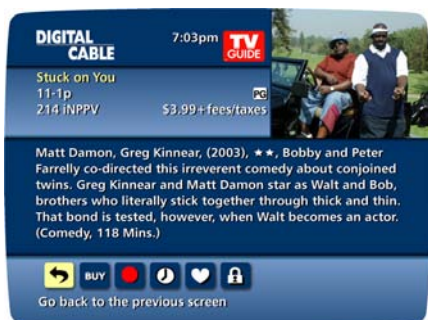 DIGITAL CABLE
7:03pm
TV GUIDE
Stuck on You
11-1p PG
214 iNPPV $3.99+fees/taxes
Matt Damon, Greg Kinnear, (2003), ★★, Bobby and Peter
Farrelly co-directed this irreverent comedy about conjoined
twins. Greg Kinnear and Matt Damon star as Walt and Bob,
brothers who literally stick together through thick and thin.
That bond is tested, however, when Walt becomes an actor.
(Comedy, 118 Mins.)
BUY
Go back to the previous screen